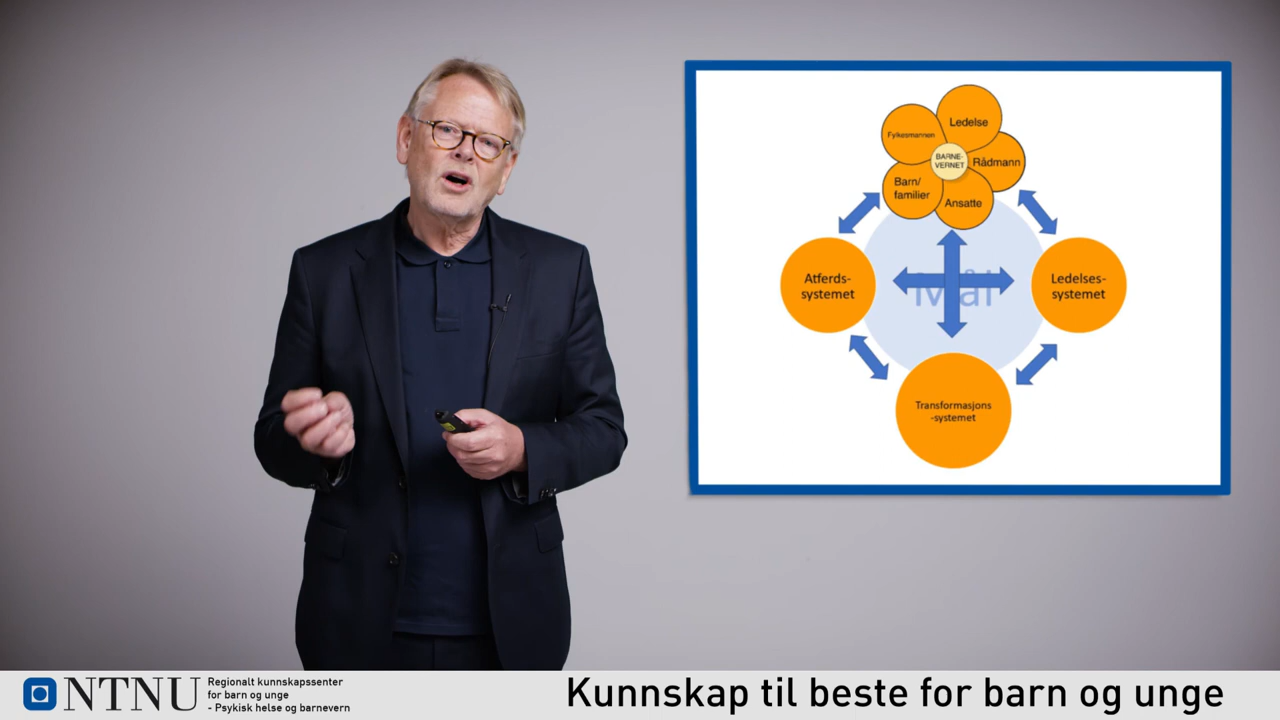 Ledelse
Fylkesmannen
BARNE-
VERNET
Rådmann
Barn/
familier
Ansatte
Atferds-
systemet
Mål
Ledelses-
systemet
Transformasjons
-systemet
NTNU
Regionalt kunnskapssenter
for barn og unge
- Psykisk helse og barnevern
Kunnskap til beste for barn og unge